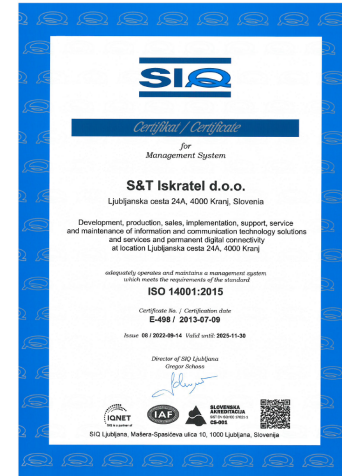 SIQ
Certifikat / Certificate
for
Management System
S&T Iskratel d.o.o.
Ljubljanska cesta 24A, 4000 Kranj, Slovenia
Development, production, sales, implementation, support, service
and maintenance of information and communication technology solutions
and services and permanent digital connectivity
at location Ljubljanska cesta 24A, 4000 Kranj
adequately operates and maintains a management system
which meets the requirements of the standard
ISO 14001:2015
Certificate No. / Certification date
E-498 / 2013-07-09
Issue 08 / 2022-09-14 Valid until 2025-11-30
Director of SIQ Ljubljana
Gregor Schoss
IQNET
IAF
SLOVENSKA
AKREDITACIJA
SIQ Ljubljana, Mašera-Spasićeva ulica 10, 1000 Ljubljana, Slovenija